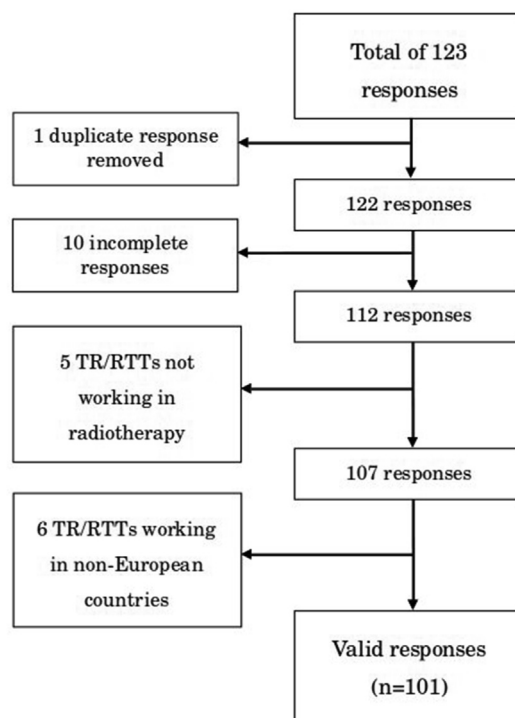 Total of 123
responses
1 duplicate response
removed
122 responses
10 incomplete
responses
112 responses
5 TR/RTTs not
working in
radiotherapy
107 responses
6 TR/RTTs working
in non-European
countries
Valid responses
(n=101)